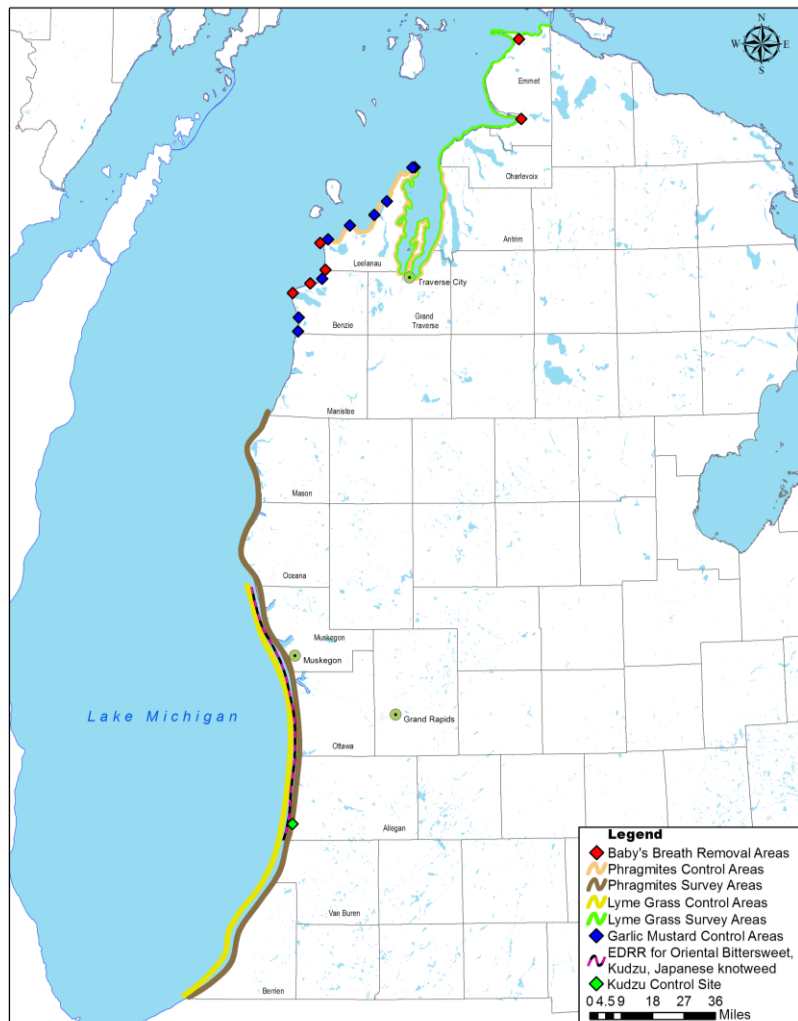 N
W E
S
Emmet
Charlevoix
Antrim
Leelanau
Traverse City
Grand
Traverse
Benzie
Manistee
Mason
Oceana
Muskegon
Muskegon
Lake Michigan
Grand Rapids
Ottawa
Allegan
Van Buren
Berrien
Legend
Baby's Breath Removal Areas
Phragmites Control Areas
Phragmites Survey Areas
Lyme Grass Control Areas
Lyme Grass Survey Areas
Garlic Mustard Control Areas
EDRR for Oriental Bittersweet,
Kudzu, Japanese knotweed
Kudzu Control Site
0 4.5 9 18 27 36
Miles